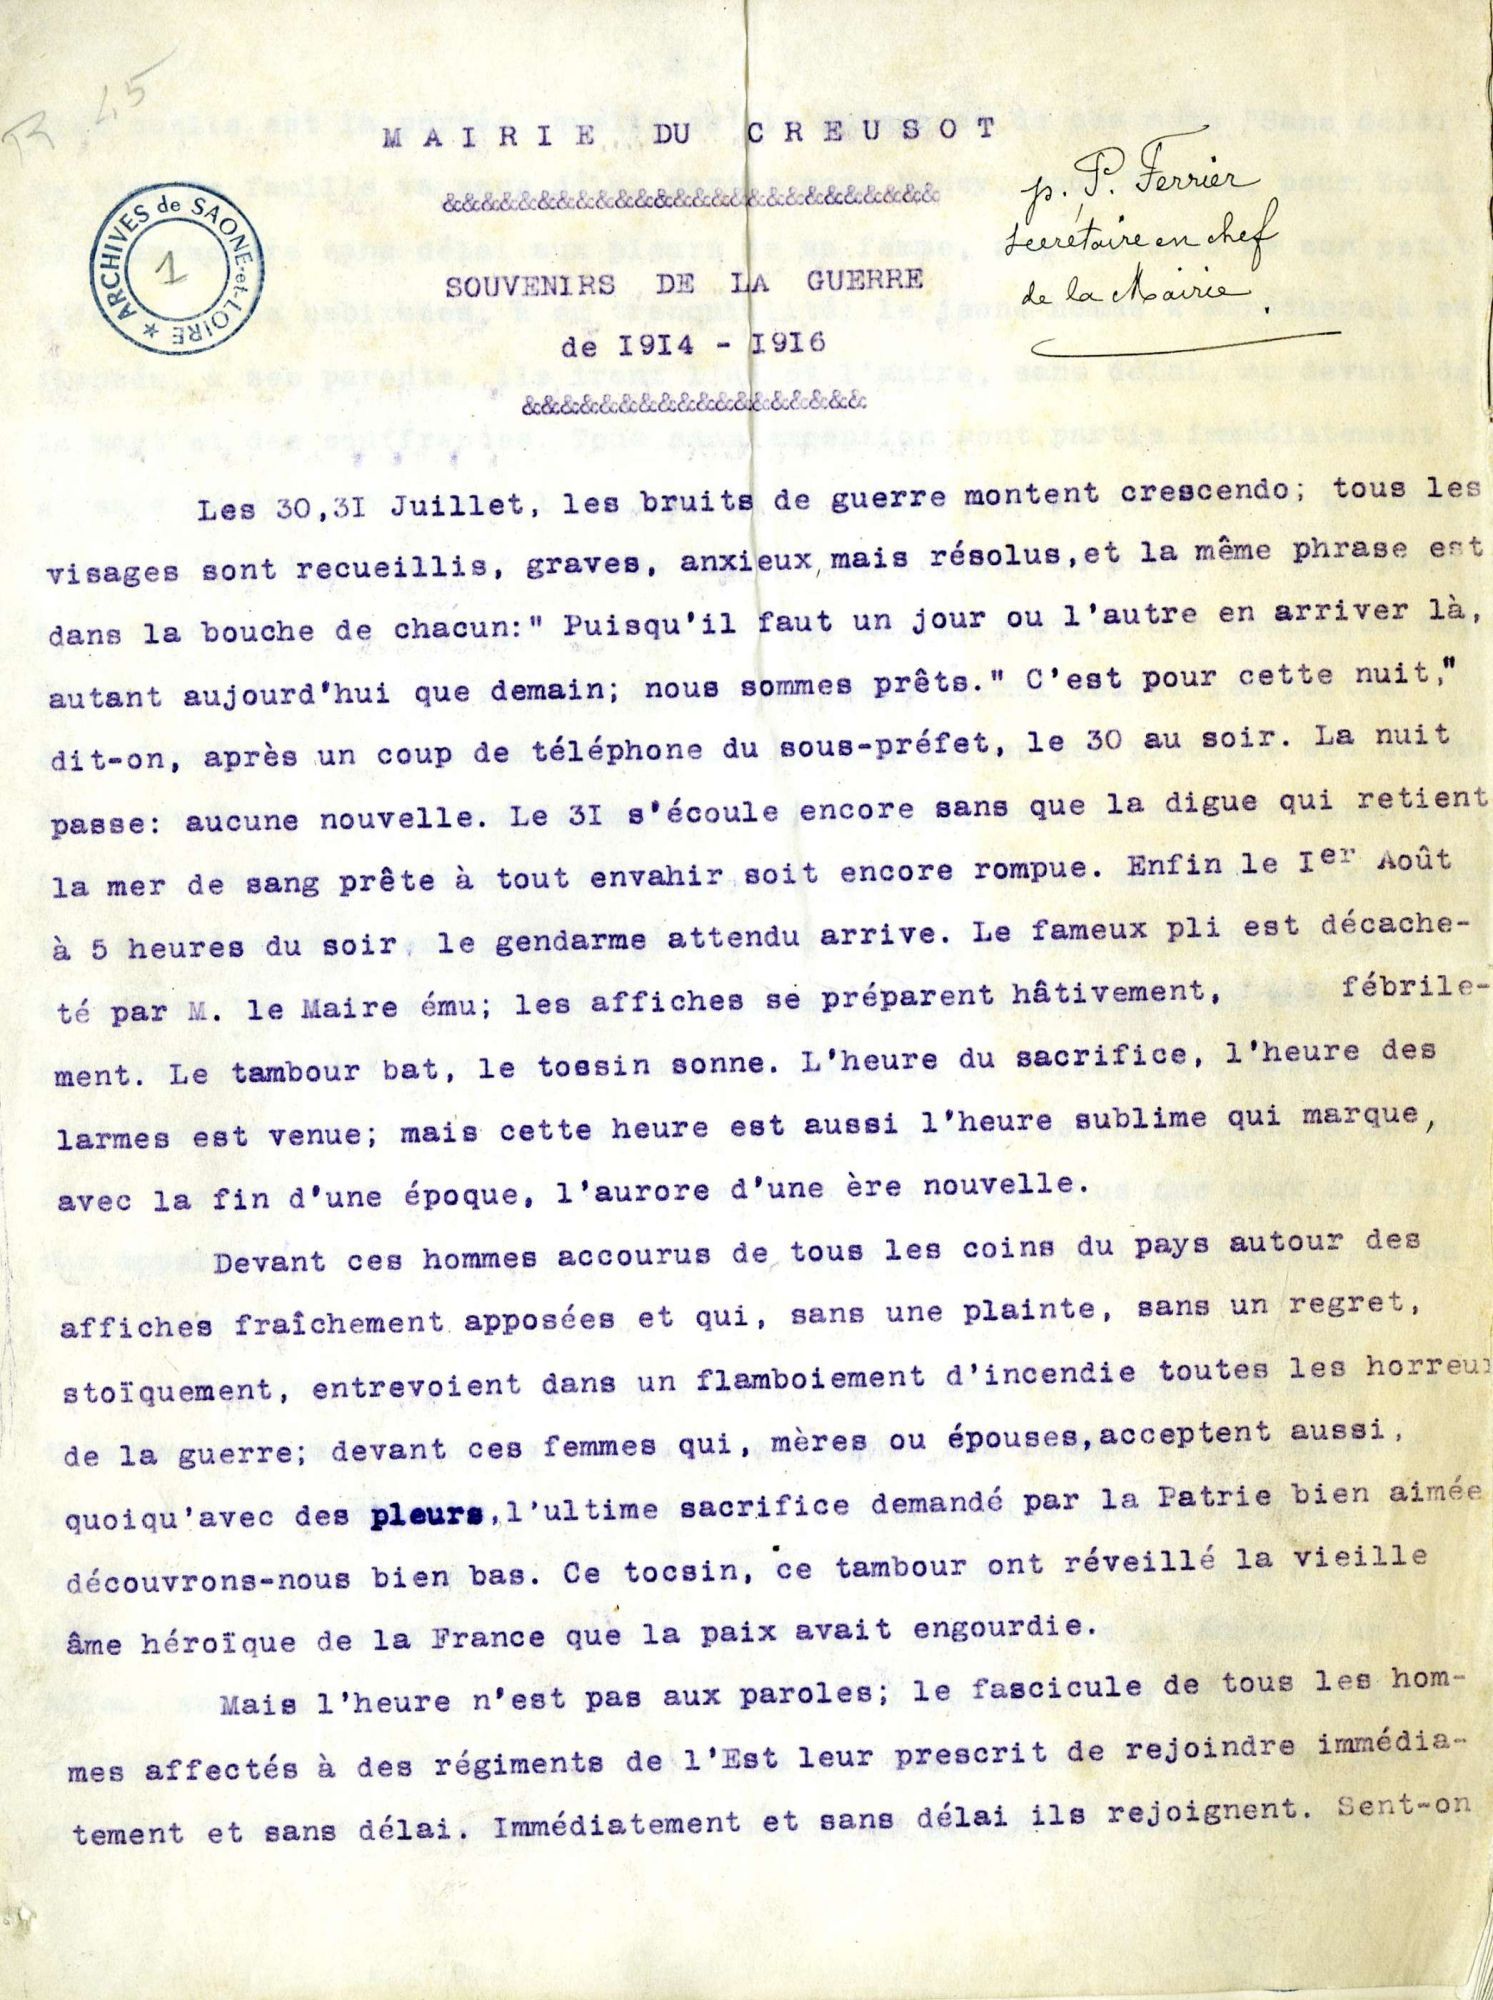 MAIRIE DU CREUSOT
&&&&&&&&&&&&&&&&&&&&&&&&&&
p. P. Ferrier
secrétaire en chef
de la Mairie.
ARCHIVES de SAONE-et-LOIRE
1
SOUVENIRS DE LA GUERRE
de I9I4 - I9I6
&&&&&&&&&&&&&&&&&&
Les 30,3I Juillet, les bruits de guerre montent crescendo; tous les
visages sont recueillis, graves, anxieux, mais résolus, et la même phrase est
dans la bouche de chacun:" Puisqu'il faut un jour ou l'autre en arriver là,
autant aujourd'hui que demain; nous sommes prêts." C'est pour cette nuit,"
dit-on, après un coup de téléphone du sous-préfet, le 30 au soir. La nuit
passe: aucune nouvelle. Le 3I s'écoule encore sans que la digue qui retient
la mer de sang prête à tout envahir soit encore rompue. Enfin le Ier Août
à 5 heures du soir, le gendarme attendu arrive. Le fameux pli est décache-
té par M. le Maire ému; les affiches se préparent hâtivement, fébrile-
ment. Le tambour bat, le tossin sonne. L'heure du sacrifice, l'heure des
larmes est venue; mais cette heure est aussi l'heure sublime qui marque,
avec la fin d'une époque, l'aurore d'une ère nouvelle.
Devant ces hommes accourus de tous les coins du pays autour des
affiches fraîchement apposées et qui, sans une plainte, sans un regret,
stoïquement, entrevoient dans un flamboiement d'incendie toutes les horreur
de la guerre; devant ces femmes qui, mères ou épouses, acceptent aussi,
quoiqu'avec des pleurs, l'ultime sacrifice demandé par la Patrie bien aimée
découvrons-nous bien bas. Ce tocsin, ce tambour ont réveillé la vieille
âme héroïque de la France que la paix avait engourdie.
Mais l'heure n'est pas aux paroles; le fascicule de tous les hom-
mes affectés à des régiments de l'Est leur prescrit de rejoindre immédia-
tement et sans délai. Immédiatement et sans délai ils rejoignent. Sent-on